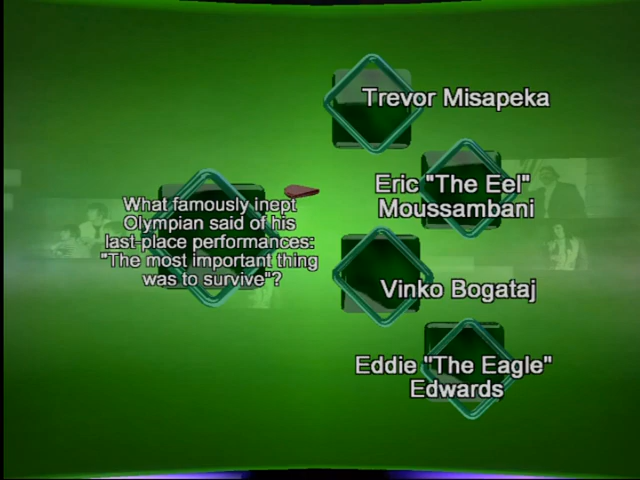 What famously inept
Olympian said of his
last-place performances:
"The most important thing
was to survive"?
Trevor Misapeka
Eric "The Eel"
Moussambani
Vinko Bogataj
Eddie "The Eagle"
Edwards